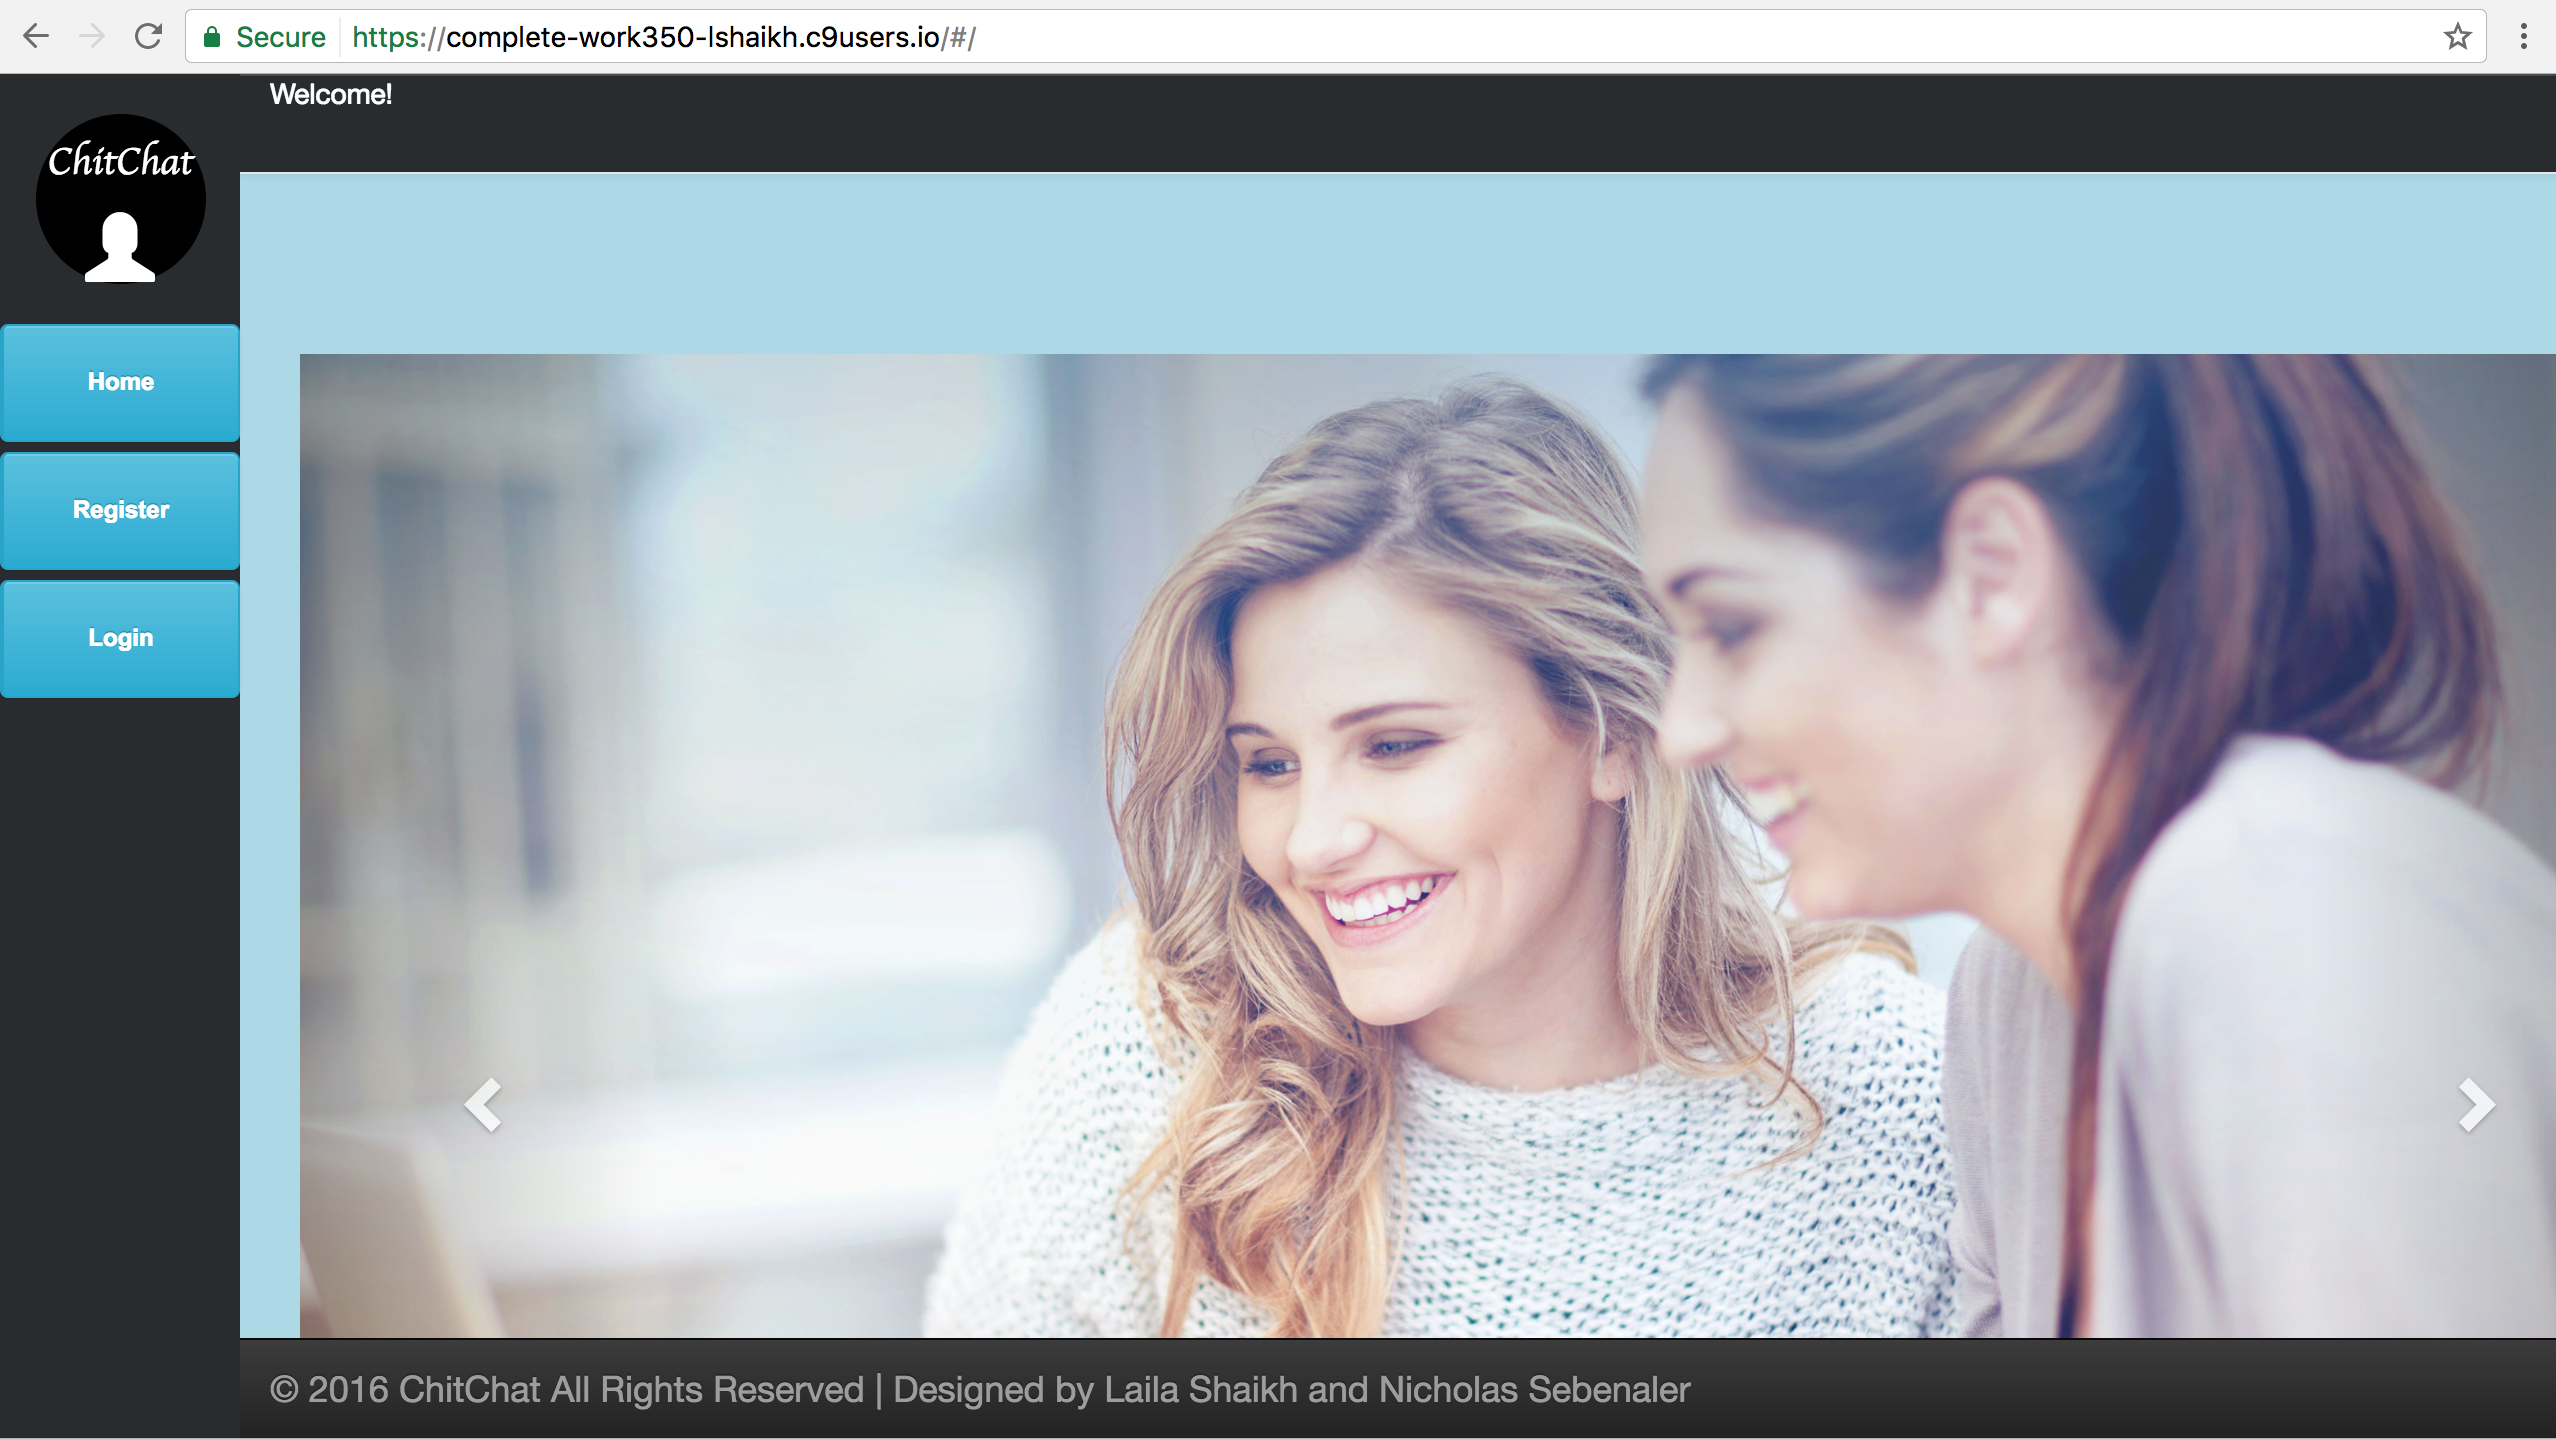 Secure https://complete-work350-lshaikh.c9users.io/#/
Welcome!
ChitChat
Home
Register
Login
© 2016 ChitChat All Rights Reserved | Designed by Laila Shaikh and Nicholas Sebenaler